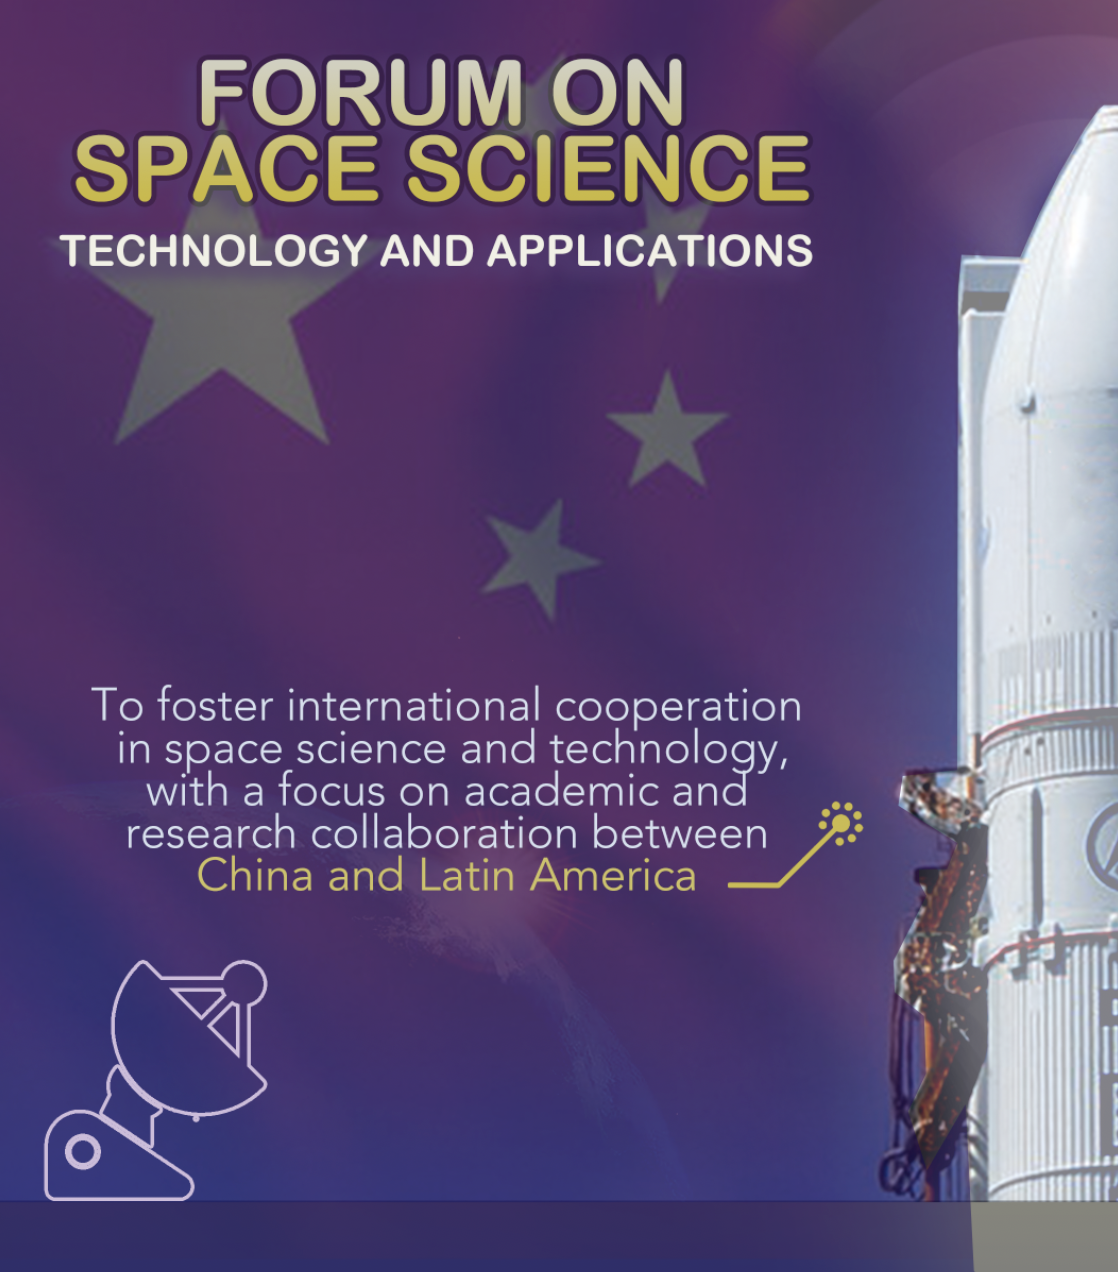 FORUM ON
SPACE SCIENCE
TECHNOLOGY AND APPLICATIONS
To foster international cooperation
in space science and technology,
with a focus on academic and
research collaboration between
China and Latin America